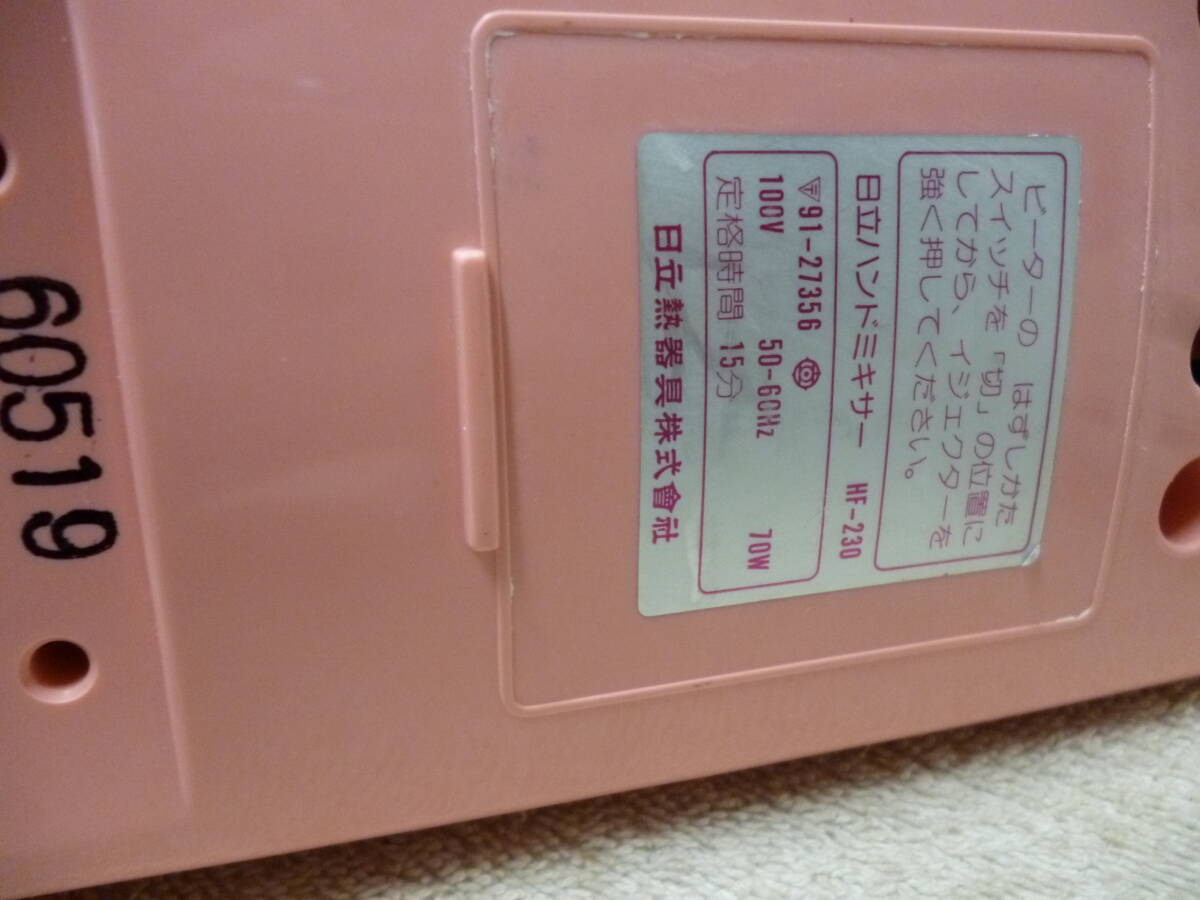 ビーターの はずしかた
スイッチを「切」の位置に
してから、イジェクターを
強く押してください。
日立ハンドミキサー HF-230
91-27356
100V 50-60Hz 70W
定格時間 15分
日立熱器具株式會社
60519